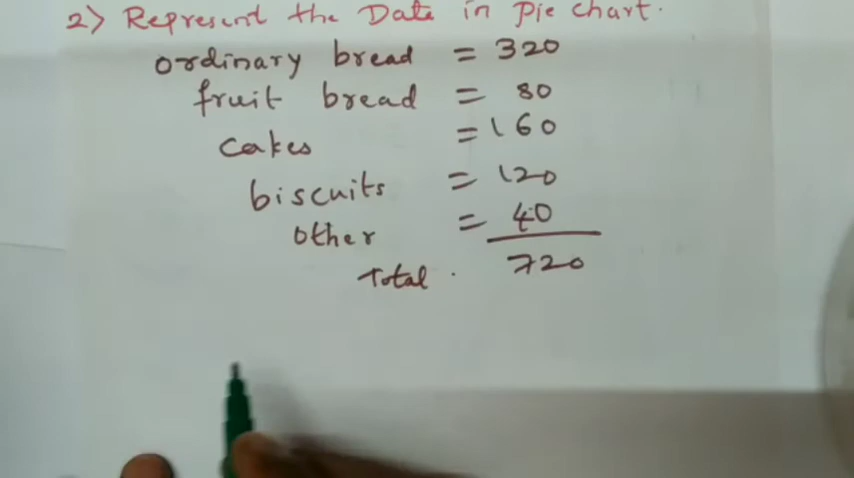 2) Represent the Date in pie chart.
ordinary bread = 320
fruit bread = 80
cakes = 160
biscuits = 120
other = 40
Total . 720